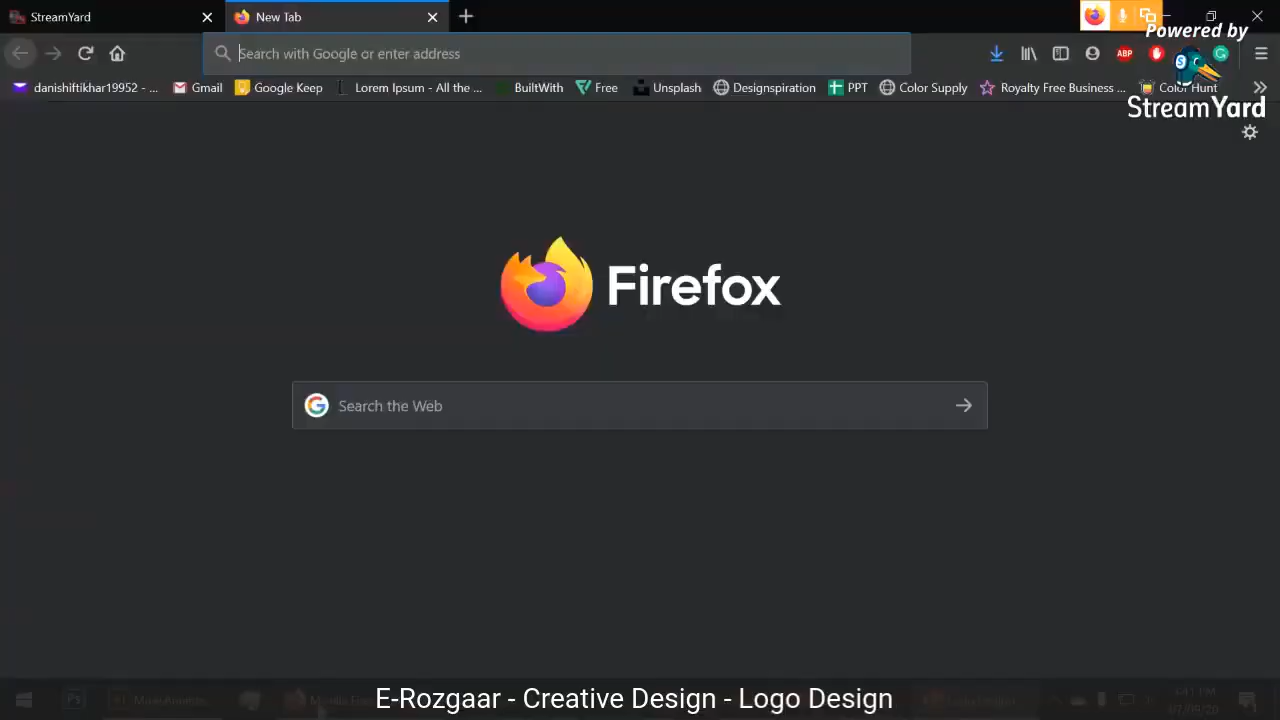 StreamYard
New Tab
Powered by
Search with Google or enter address
ABP
danishiftikhar19952 - ...
Gmail
Google Keep
Lorem Ipsum - All the ...
BuiltWith
Free
Unsplash
Designspiration
PPT
Color Supply
Royalty Free Business ...
Color Hunt
StreamYard
Firefox
Search the Web
Ps
E-Rozgaar - Creative Design - Logo Design